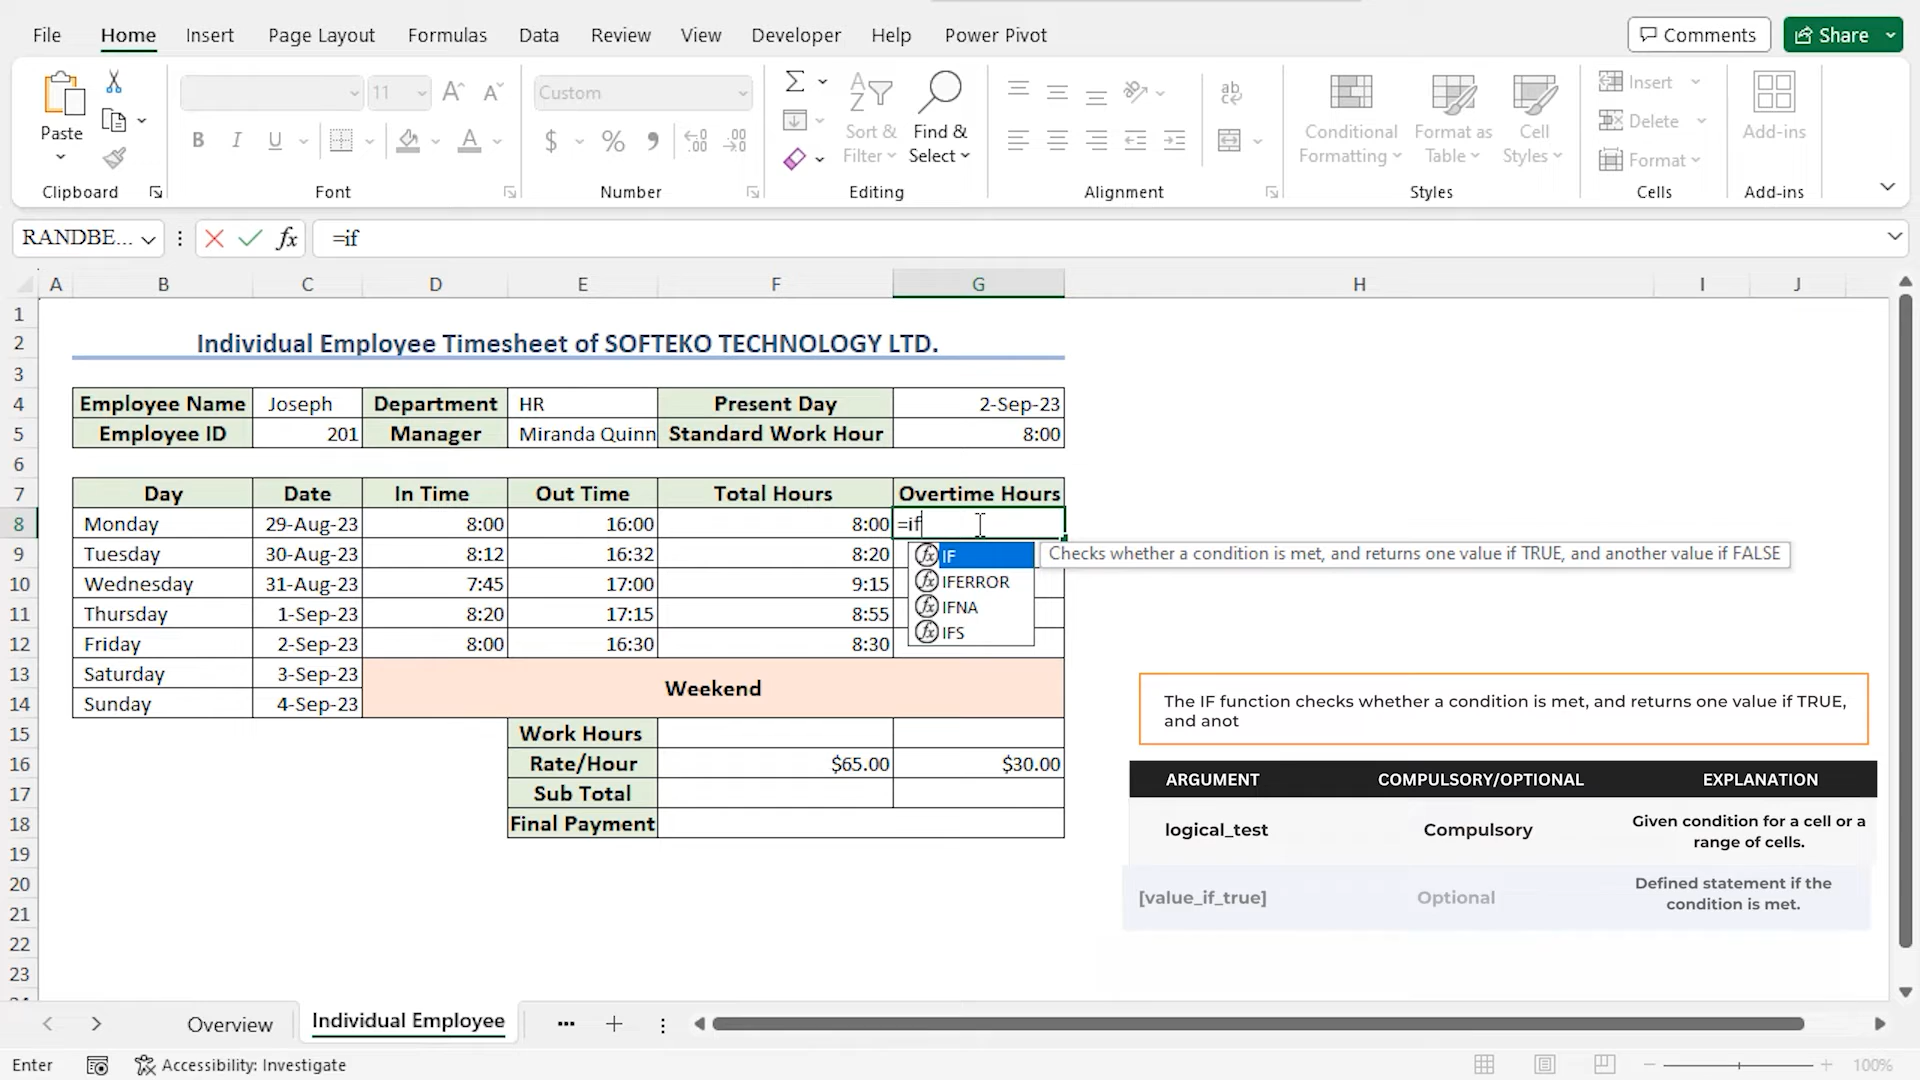 File Home Insert Page Layout Formulas Data Review View Developer Help Power Pivot Comments Share
Paste
11
Custom
Sort & Filter
Find & Select
Conditional Formatting
Format as Table
Cell Styles
Insert
Delete
Format
Add-ins
Clipboard Font Number Editing Alignment Styles Cells Add-ins
RANDBE... fx =if
A B C D E F G H I J
1
2 Individual Employee Timesheet of SOFTEKO TECHNOLOGY LTD.
3
4 Employee Name Joseph Department HR Present Day 2-Sep-23
5 Employee ID 201 Manager Miranda Quinn Standard Work Hour 8:00
6
7 Day Date In Time Out Time Total Hours Overtime Hours
8 Monday 29-Aug-23 8:00 16:00 8:00 =if
9 Tuesday 30-Aug-23 8:12 16:32 8:20
10 Wednesday 31-Aug-23 7:45 17:00 9:15
11 Thursday 1-Sep-23 8:20 17:15 8:55
12 Friday 2-Sep-23 8:00 16:30 8:30
13 Saturday 3-Sep-23
Weekend
14 Sunday 4-Sep-23
15 Work Hours
16 Rate/Hour $65.00 $30.00
17 Sub Total
18 Final Payment
19
20
21
22
23
IF
IFERROR
IFNA
IFS
Checks whether a condition is met, and returns one value if TRUE, and another value if FALSE
The IF function checks whether a condition is met, and returns one value if TRUE,
and anot
ARGUMENT COMPULSORY/OPTIONAL EXPLANATION
logical_test Compulsory Given condition for a cell or a
range of cells.
[value_if_true] Optional Defined statement if the
condition is met.
Overview Individual Employee
Enter Accessibility: Investigate 100%